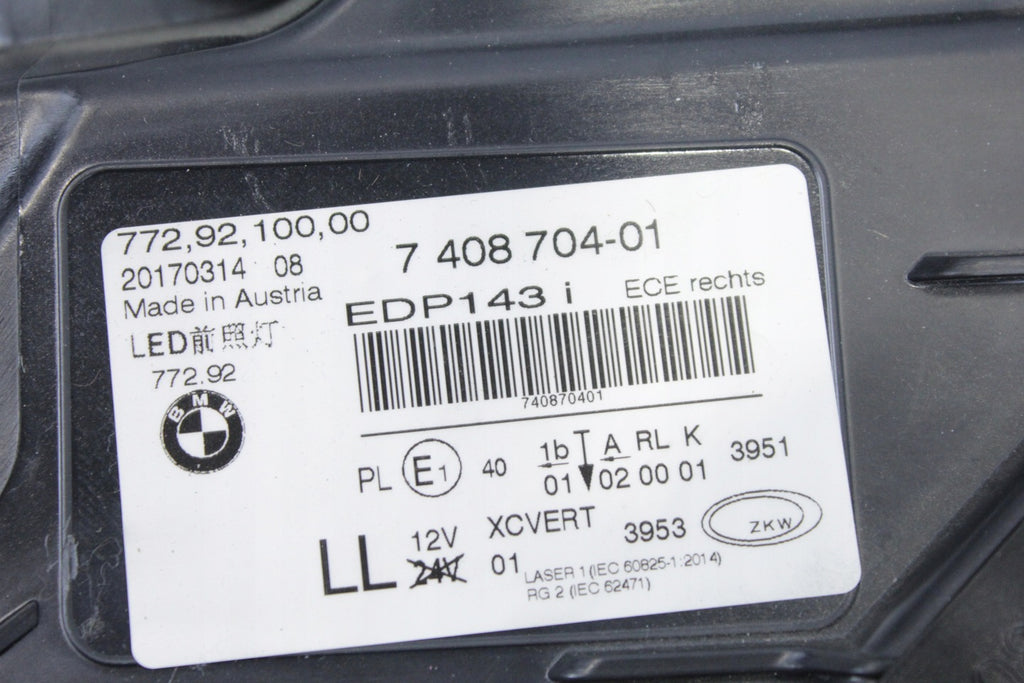 772,92,100,00
7 408 704-01
20170314 08
Made in Austria
EDP143 i ECE rechts
LED前照灯
740870401
772.92
BMW
PL E1 40 1b A RL K 3951
01 02 00 01
LL 12V XCVERT 3953 ZKW
24V 01 LASER 1 (IEC 60825-1:2014)
RG 2 (IEC 62471)